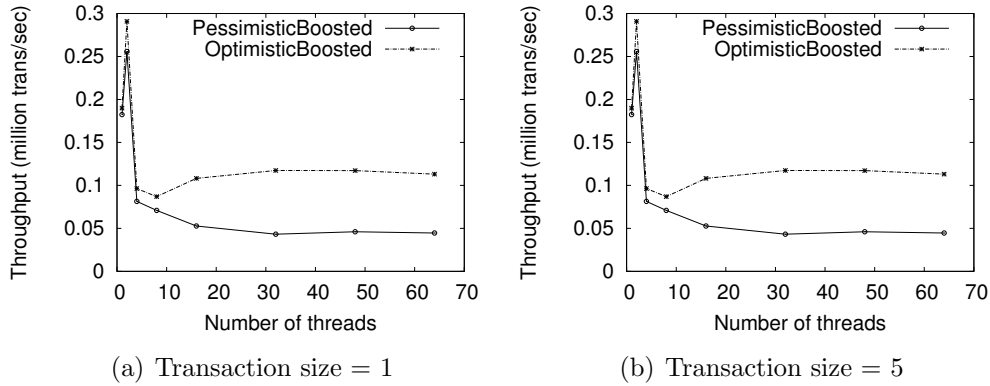 Throughput (million trans/sec)
0.3
0.25
0.2
0.15
0.1
0.05
0
PessimisticBoosted
OptimisticBoosted
0 10 20 30 40 50 60 70
Number of threads
(a) Transaction size = 1
Throughput (million trans/sec)
0.3
0.25
0.2
0.15
0.1
0.05
0
PessimisticBoosted
OptimisticBoosted
0 10 20 30 40 50 60 70
Number of threads
(b) Transaction size = 5